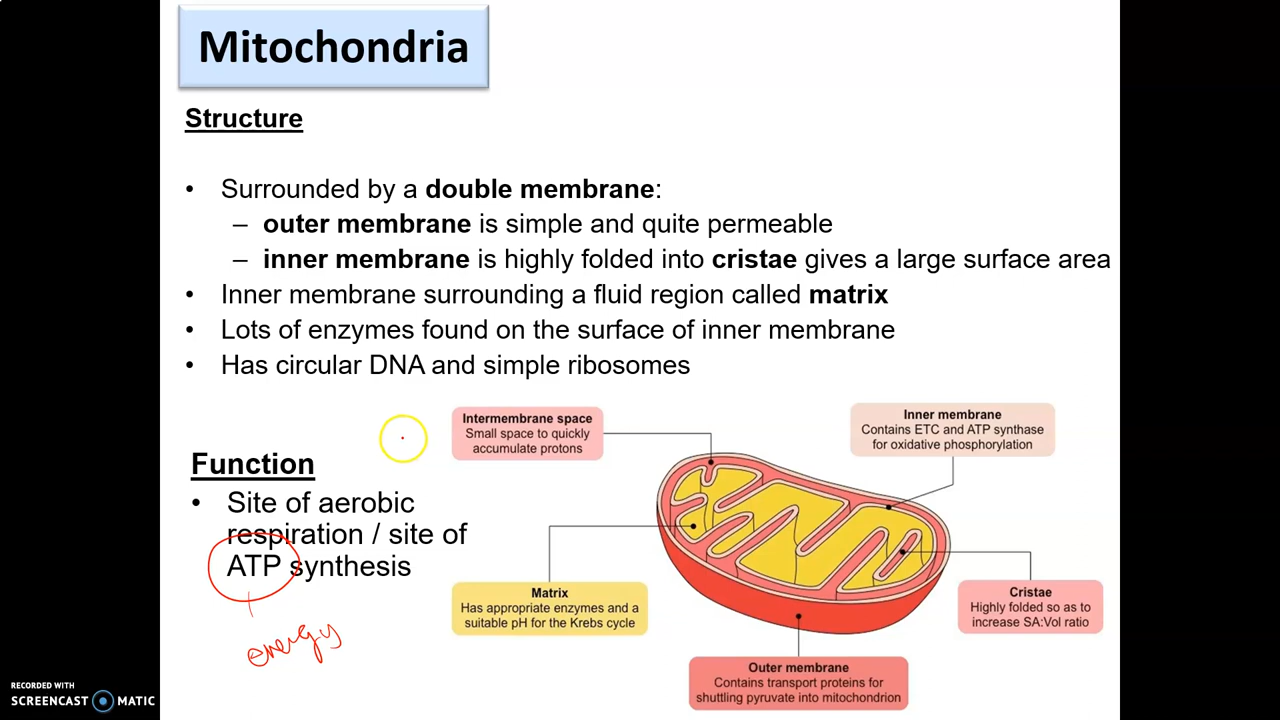 Mitochondria
Structure
• Surrounded by a double membrane:
– outer membrane is simple and quite permeable
– inner membrane is highly folded into cristae gives a large surface area
• Inner membrane surrounding a fluid region called matrix
• Lots of enzymes found on the surface of inner membrane
• Has circular DNA and simple ribosomes
Function
• Site of aerobic
respiration / site of
ATP synthesis
energy
Intermembrane space
Small space to quickly
accumulate protons
Inner membrane
Contains ETC and ATP synthase
for oxidative phosphorylation
Matrix
Has appropriate enzymes and a
suitable pH for the Krebs cycle
Cristae
Highly folded so as to
increase SA:Vol ratio
Outer membrane
Contains transport proteins for
shuttling pyruvate into mitochondrion
RECORDED WITH
SCREENCAST MATIC